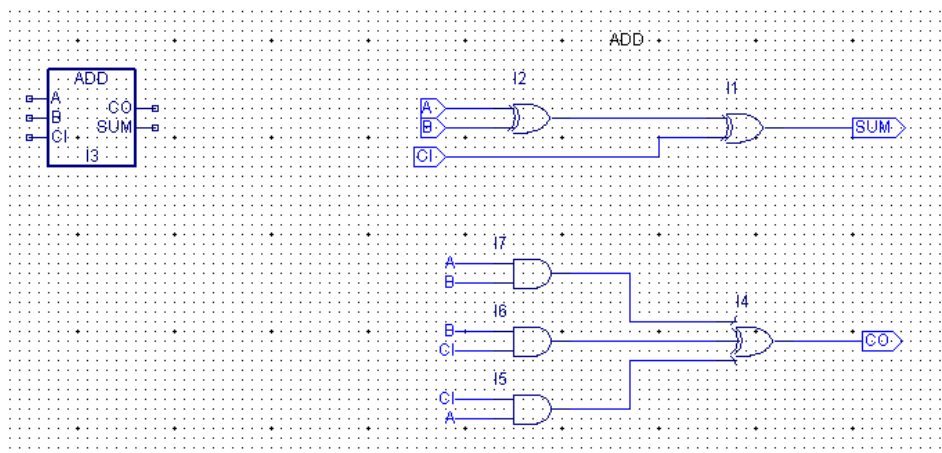 ADD
A
B
CI
CO
SUM
I3
ADD
I2
I1
A
B
CI
SUM
I7
A
B
I6
B
CI
I5
CI
A
I4
CO